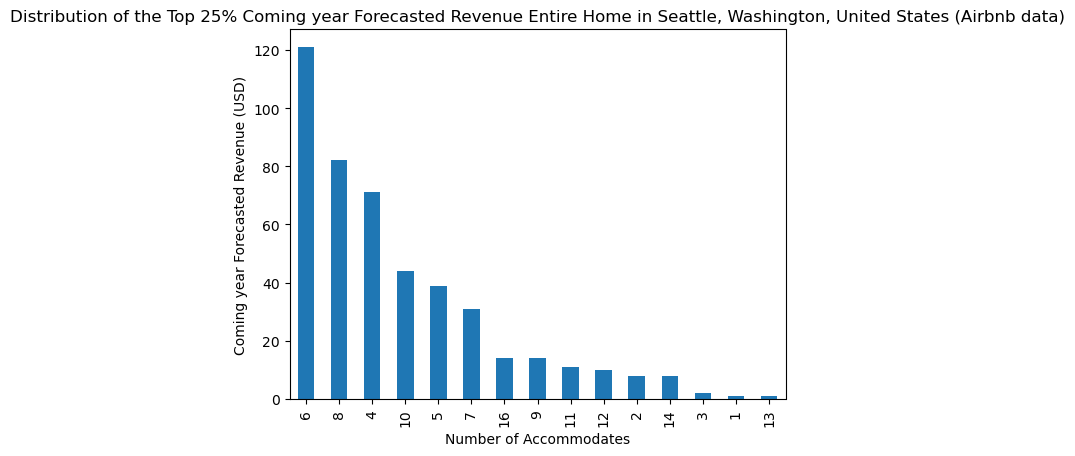 Distribution of the Top 25% Coming year Forecasted Revenue Entire Home in Seattle, Washington, United States (Airbnb data)
Coming year Forecasted Revenue (USD)
120
100
80
60
40
20
0
6 8 4 10 5 7 16 9 11 12 2 14 3 1 13
Number of Accommodates